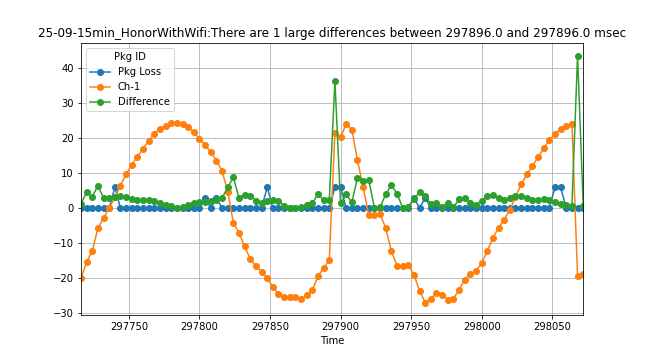 25-09-15min_HonorWithWifi:There are 1 large differences between 297896.0 and 297896.0 msec
Pkg ID
Pkg Loss
Ch-1
Difference
40
30
20
10
0
−10
−20
−30
297750 297800 297850 297900 297950 298000 298050
Time